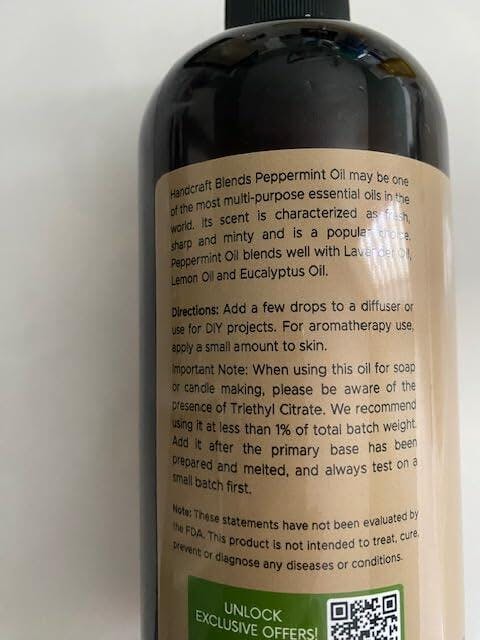 Handcraft Blends Peppermint Oil may be one
of the most multi-purpose essential oils in the
world. Its scent is characterized as fresh,
sharp and minty and is a popular choice.
Peppermint Oil blends well with Lavender Oil,
Lemon Oil and Eucalyptus Oil.
Directions: Add a few drops to a diffuser or
use for DIY projects. For aromatherapy use,
apply a small amount to skin.
Important Note: When using this oil for soap
or candle making, please be aware of the
presence of Triethyl Citrate. We recommend
using it at less than 1% of total batch weight.
Add it after the primary base has been
prepared and melted, and always test on a
small batch first.
Note: These statements have not been evaluated by
the FDA. This product is not intended to treat, cure,
prevent or diagnose any diseases or conditions.
UNLOCK
EXCLUSIVE OFFERS!